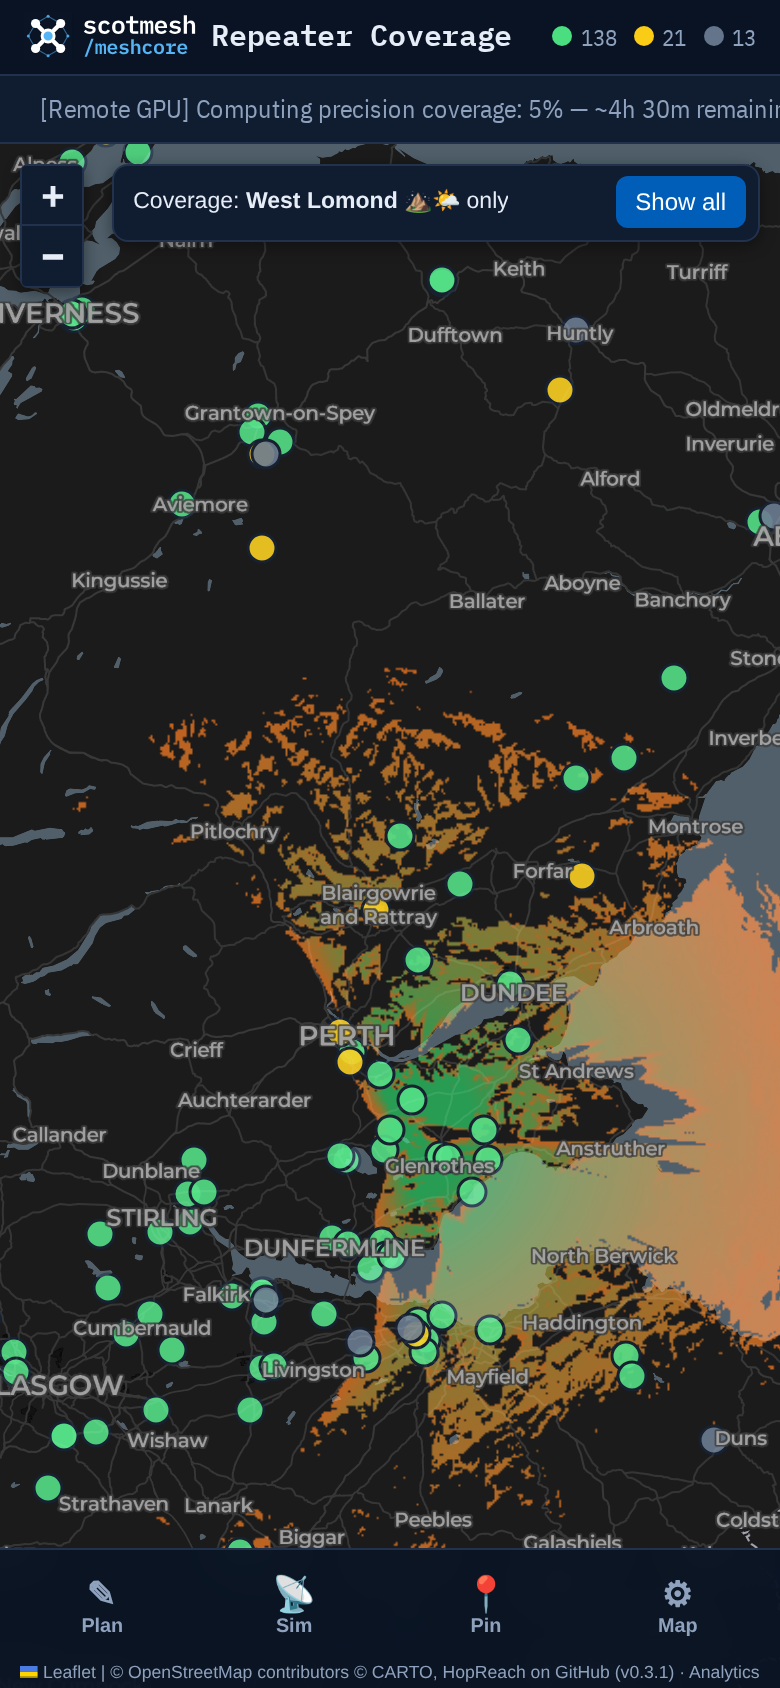 scotmesh
/meshcore
Repeater Coverage
138
21
13
[Remote GPU] Computing precision coverage: 5% — ~4h 30m
+
Coverage: West Lomond ⛰️🌤️ only
Show all
−
Nairn
Keith
Turriff
Dufftown
Huntly
Grantown-on-Spey
Oldmeldr
Inverurie
Alford
Aviemore
Kingussie
Ballater
Aboyne
Banchory
Pitlochry
Montrose
Forfar
Blairgowrie
and Rattray
Arbroath
DUNDEE
PERTH
Crieff
St Andrews
Auchterarder
Callander
Anstruther
Dunblane
Glenrothes
STIRLING
DUNFERMLINE
North Berwick
Falkirk
Cumbernauld
Haddington
Livingston
LASGOW
Mayfield
Wishaw
Duns
Strathaven
Lanark
Peebles
Coldst
Biggar
Galashiels
Plan
Sim
Pin
Map
Leaflet | © OpenStreetMap contributors © CARTO, HopReach on GitHub (v0.3.1) · Analytics